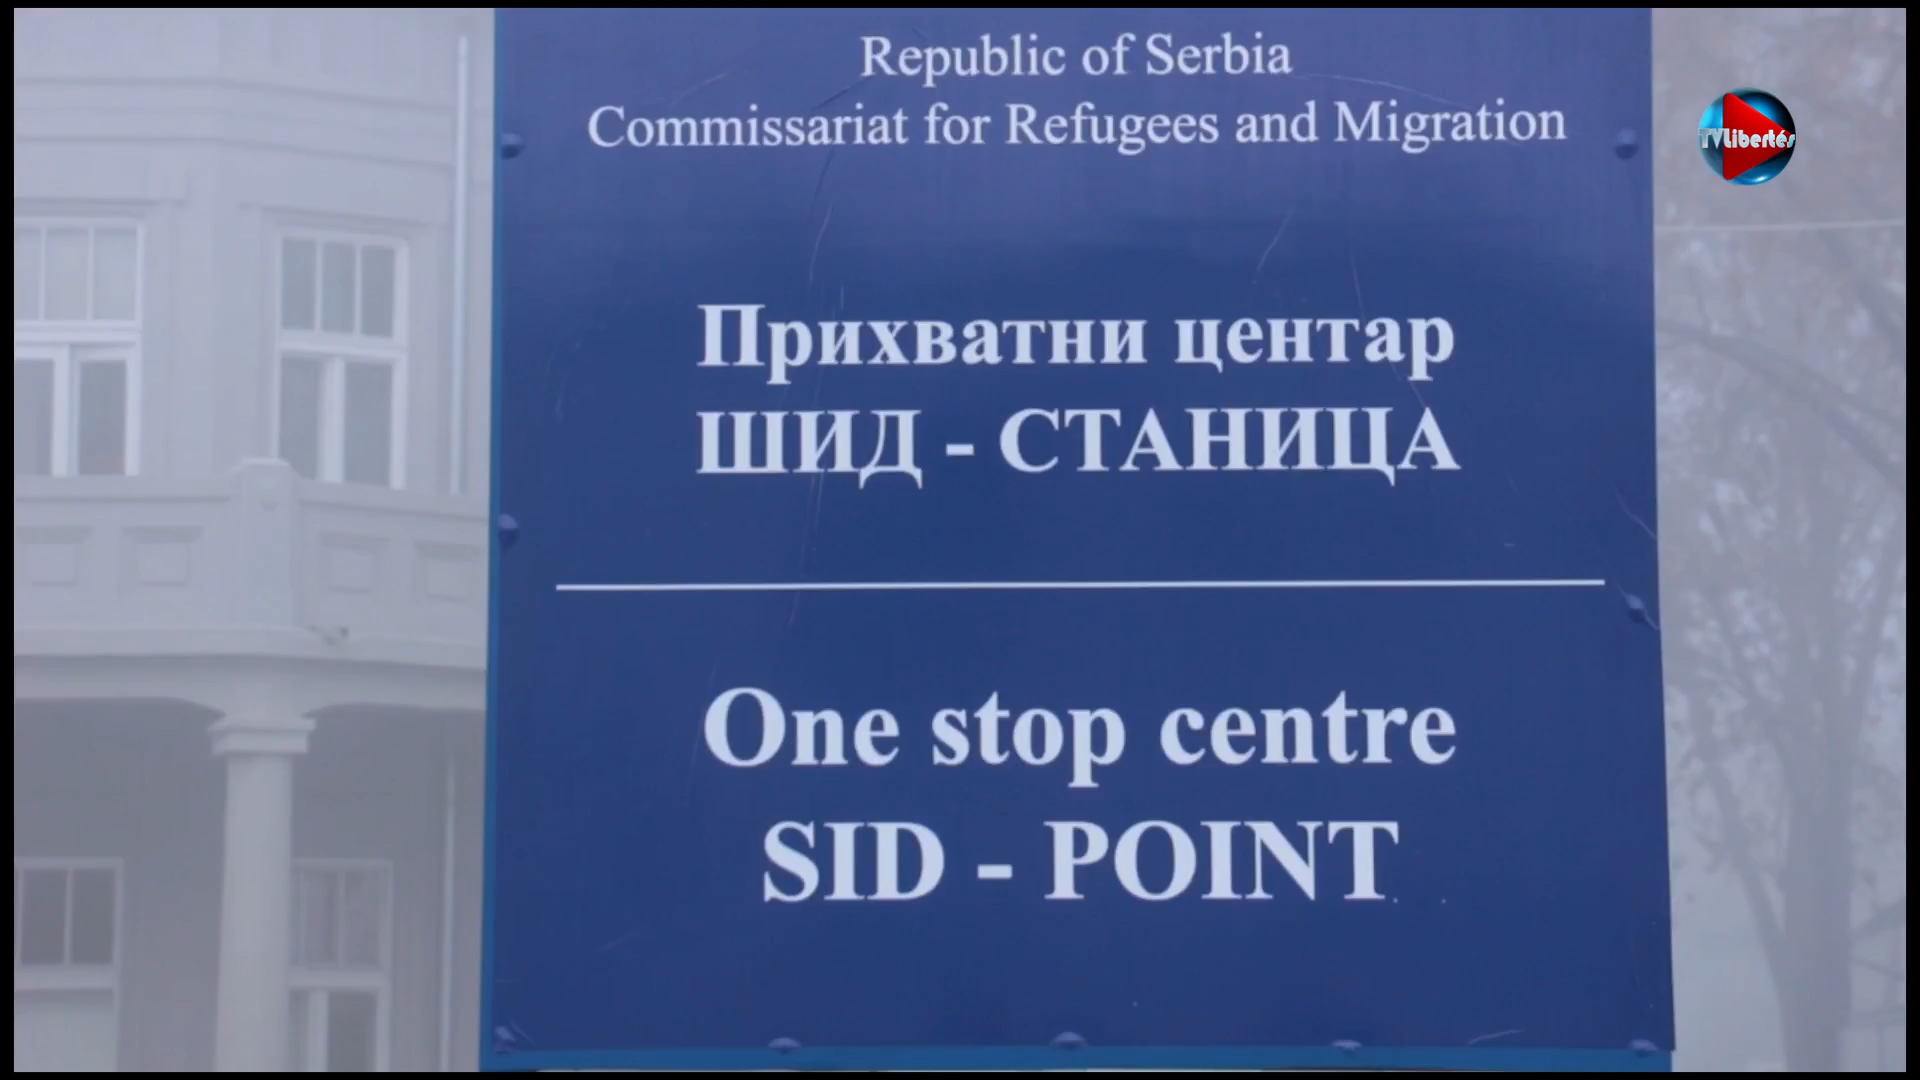 Republic of Serbia
Commissariat for Refugees and Migration
TVLibertés
Прихватни центар
ШИД - СТАНИЦА
One stop centre
SID - POINT